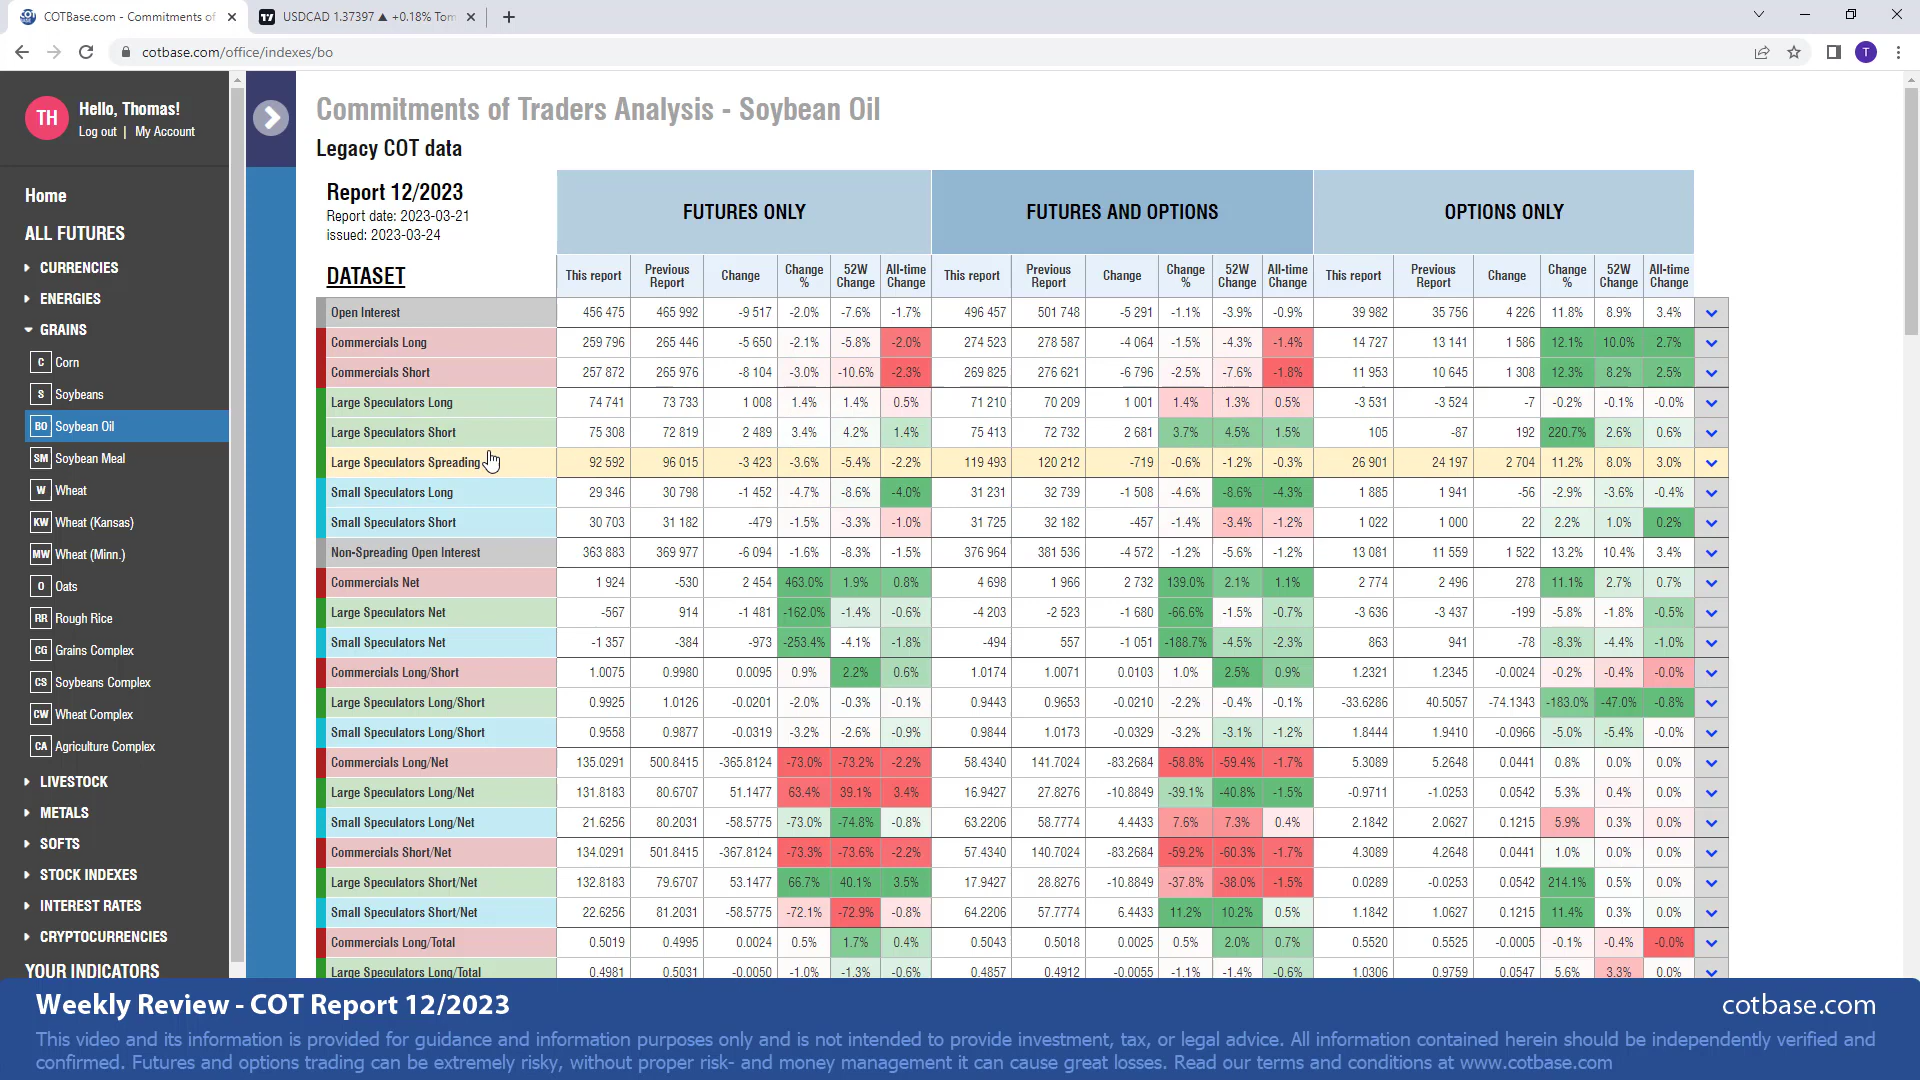 COTBase.com - Commitments of
USDCAD 1.37397 ▲ +0.18% Tom
cotbase.com/office/indexes/bo
T
TH
Hello, Thomas!
Log out | My Account
Home
ALL FUTURES
CURRENCIES
ENERGIES
GRAINS
C Corn
S Soybeans
BO Soybean Oil
SM Soybean Meal
W Wheat
KW Wheat (Kansas)
MW Wheat (Minn.)
O Oats
RR Rough Rice
CG Grains Complex
CS Soybeans Complex
CW Wheat Complex
CA Agriculture Complex
LIVESTOCK
METALS
SOFTS
STOCK INDEXES
INTEREST RATES
CRYPTOCURRENCIES
YOUR INDICATORS
Commitments of Traders Analysis - Soybean Oil
Legacy COT data
Report 12/2023
Report date: 2023-03-21
issued: 2023-03-24
FUTURES ONLY FUTURES AND OPTIONS OPTIONS ONLY
DATASET This report Previous Report Change Change % 52W Change All-time Change This report Previous Report Change Change % 52W Change All-time Change This report Previous Report Change Change % 52W Change All-time Change
Open Interest 456 475 465 992 -9 517 -2.0% -7.6% -1.7% 496 457 501 748 -5 291 -1.1% -3.9% -0.9% 39 982 35 756 4 226 11.8% 8.9% 3.4%
Commercials Long 259 796 265 446 -5 650 -2.1% -5.8% -2.0% 274 523 278 587 -4 064 -1.5% -4.3% -1.4% 14 727 13 141 1 586 12.1% 10.0% 2.7%
Commercials Short 257 872 265 976 -8 104 -3.0% -10.6% -2.3% 269 825 276 621 -6 796 -2.5% -7.6% -1.8% 11 953 10 645 1 308 12.3% 8.2% 2.5%
Large Speculators Long 74 741 73 733 1 008 1.4% 1.4% 0.5% 71 210 70 209 1 001 1.4% 1.3% 0.5% -3 531 -3 524 -7 -0.2% -0.1% -0.0%
Large Speculators Short 75 308 72 819 2 489 3.4% 4.2% 1.4% 75 413 72 732 2 681 3.7% 4.5% 1.5% 105 -87 192 220.7% 2.6% 0.6%
Large Speculators Spreading 92 592 96 015 -3 423 -3.6% -5.4% -2.2% 119 493 120 212 -719 -0.6% -1.2% -0.3% 26 901 24 197 2 704 11.2% 8.0% 3.0%
Small Speculators Long 29 346 30 798 -1 452 -4.7% -8.6% -4.0% 31 231 32 739 -1 508 -4.6% -8.6% -4.3% 1 885 1 941 -56 -2.9% -3.6% -0.4%
Small Speculators Short 30 703 31 182 -479 -1.5% -3.3% -1.0% 31 725 32 182 -457 -1.4% -3.4% -1.2% 1 022 1 000 22 2.2% 1.0% 0.2%
Non-Spreading Open Interest 363 883 369 977 -6 094 -1.6% -8.3% -1.5% 376 964 381 536 -4 572 -1.2% -5.6% -1.2% 13 081 11 559 1 522 13.2% 10.4% 3.4%
Commercials Net 1 924 -530 2 454 463.0% 1.9% 0.8% 4 698 1 966 2 732 139.0% 2.1% 1.1% 2 774 2 496 278 11.1% 2.7% 0.7%
Large Speculators Net -567 914 -1 481 -162.0% -1.4% -0.6% -4 203 -2 523 -1 680 -66.6% -1.5% -0.7% -3 636 -3 437 -199 -5.8% -1.8% -0.5%
Small Speculators Net -1 357 -384 -973 -253.4% -4.1% -1.8% -494 557 -1 051 -188.7% -4.5% -2.3% 863 941 -78 -8.3% -4.4% -1.0%
Commercials Long/Short 1.0075 0.9980 0.0095 0.9% 2.2% 0.6% 1.0174 1.0071 0.0103 1.0% 2.5% 0.9% 1.2321 1.2345 -0.0024 -0.2% -0.4% -0.0%
Large Speculators Long/Short 0.9925 1.0126 -0.0201 -2.0% -0.3% -0.1% 0.9443 0.9653 -0.0210 -2.2% -0.4% -0.1% -33.6286 40.5057 -74.1343 -183.0% -47.0% -0.8%
Small Speculators Long/Short 0.9558 0.9877 -0.0319 -3.2% -2.6% -0.9% 0.9844 1.0173 -0.0329 -3.2% -3.1% -1.2% 1.8444 1.9410 -0.0966 -5.0% -5.4% -0.0%
Commercials Long/Net 135.0291 500.8415 -365.8124 -73.0% -73.2% -2.2% 58.4340 141.7024 -83.2684 -58.8% -59.4% -1.7% 5.3089 5.2648 0.0441 0.8% 0.0% 0.0%
Large Speculators Long/Net 131.8183 80.6707 51.1477 63.4% 39.1% 3.4% 16.9427 27.8276 -10.8849 -39.1% -40.8% -1.5% -0.9711 -1.0253 0.0542 5.3% 0.4% 0.0%
Small Speculators Long/Net 21.6256 80.2031 -58.5775 -73.0% -74.8% -0.8% 63.2206 58.7774 4.4433 7.6% 7.3% 0.4% 2.1842 2.0627 0.1215 5.9% 0.3% 0.0%
Commercials Short/Net 134.0291 501.8415 -367.8124 -73.3% -73.6% -2.2% 57.4340 140.7024 -83.2684 -59.2% -60.3% -1.7% 4.3089 4.2648 0.0441 1.0% 0.0% 0.0%
Large Speculators Short/Net 132.8183 79.6707 53.1477 66.7% 40.1% 3.5% 17.9427 28.8276 -10.8849 -37.8% -38.0% -1.5% 0.0289 -0.0253 0.0542 214.1% 0.5% 0.0%
Small Speculators Short/Net 22.6256 81.2031 -58.5775 -72.1% -72.9% -0.8% 64.2206 57.7774 6.4433 11.2% 10.2% 0.5% 1.1842 1.0627 0.1215 11.4% 0.3% 0.0%
Commercials Long/Total 0.5019 0.4995 0.0024 0.5% 1.7% 0.4% 0.5043 0.5018 0.0025 0.5% 2.0% 0.7% 0.5520 0.5525 -0.0005 -0.1% -0.4% -0.0%
Large Speculators Long/Total 0.4981 0.5031 -0.0050 -1.0% -1.3% -0.6% 0.4857 0.4912 -0.0055 -1.1% -1.4% -0.6% 1.0306 0.9759 0.0547 5.6% 3.3% 0.0%
Weekly Review - COT Report 12/2023
cotbase.com
This video and its information is provided for guidance and information purposes only and is not intended to provide investment, tax, or legal advice. All information contained herein should be independently verified and
confirmed. Futures and options trading can be extremely risky, without proper risk- and money management it can cause great losses. Read our terms and conditions at www.cotbase.com